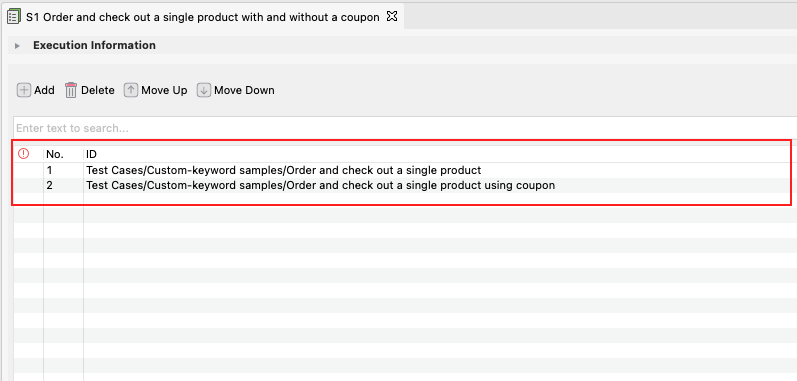 S1 Order and check out a single product with and without a coupon
Execution Information
Add Delete Move Up Move Down
Enter text to search...
No. ID
1 Test Cases/Custom-keyword samples/Order and check out a single product
2 Test Cases/Custom-keyword samples/Order and check out a single product using coupon